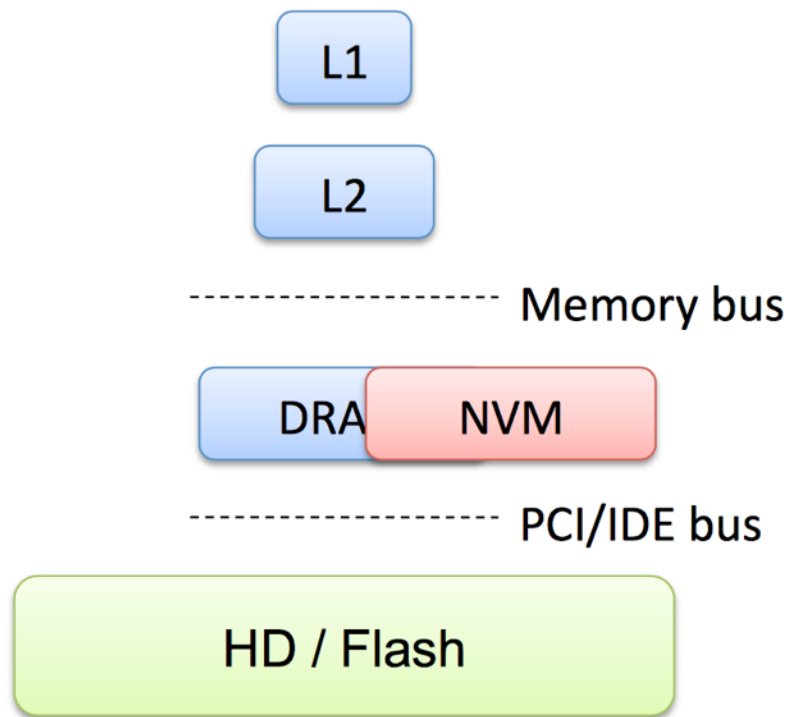 L1
L2
Memory bus
DRA
NVM
PCI/IDE bus
HD / Flash